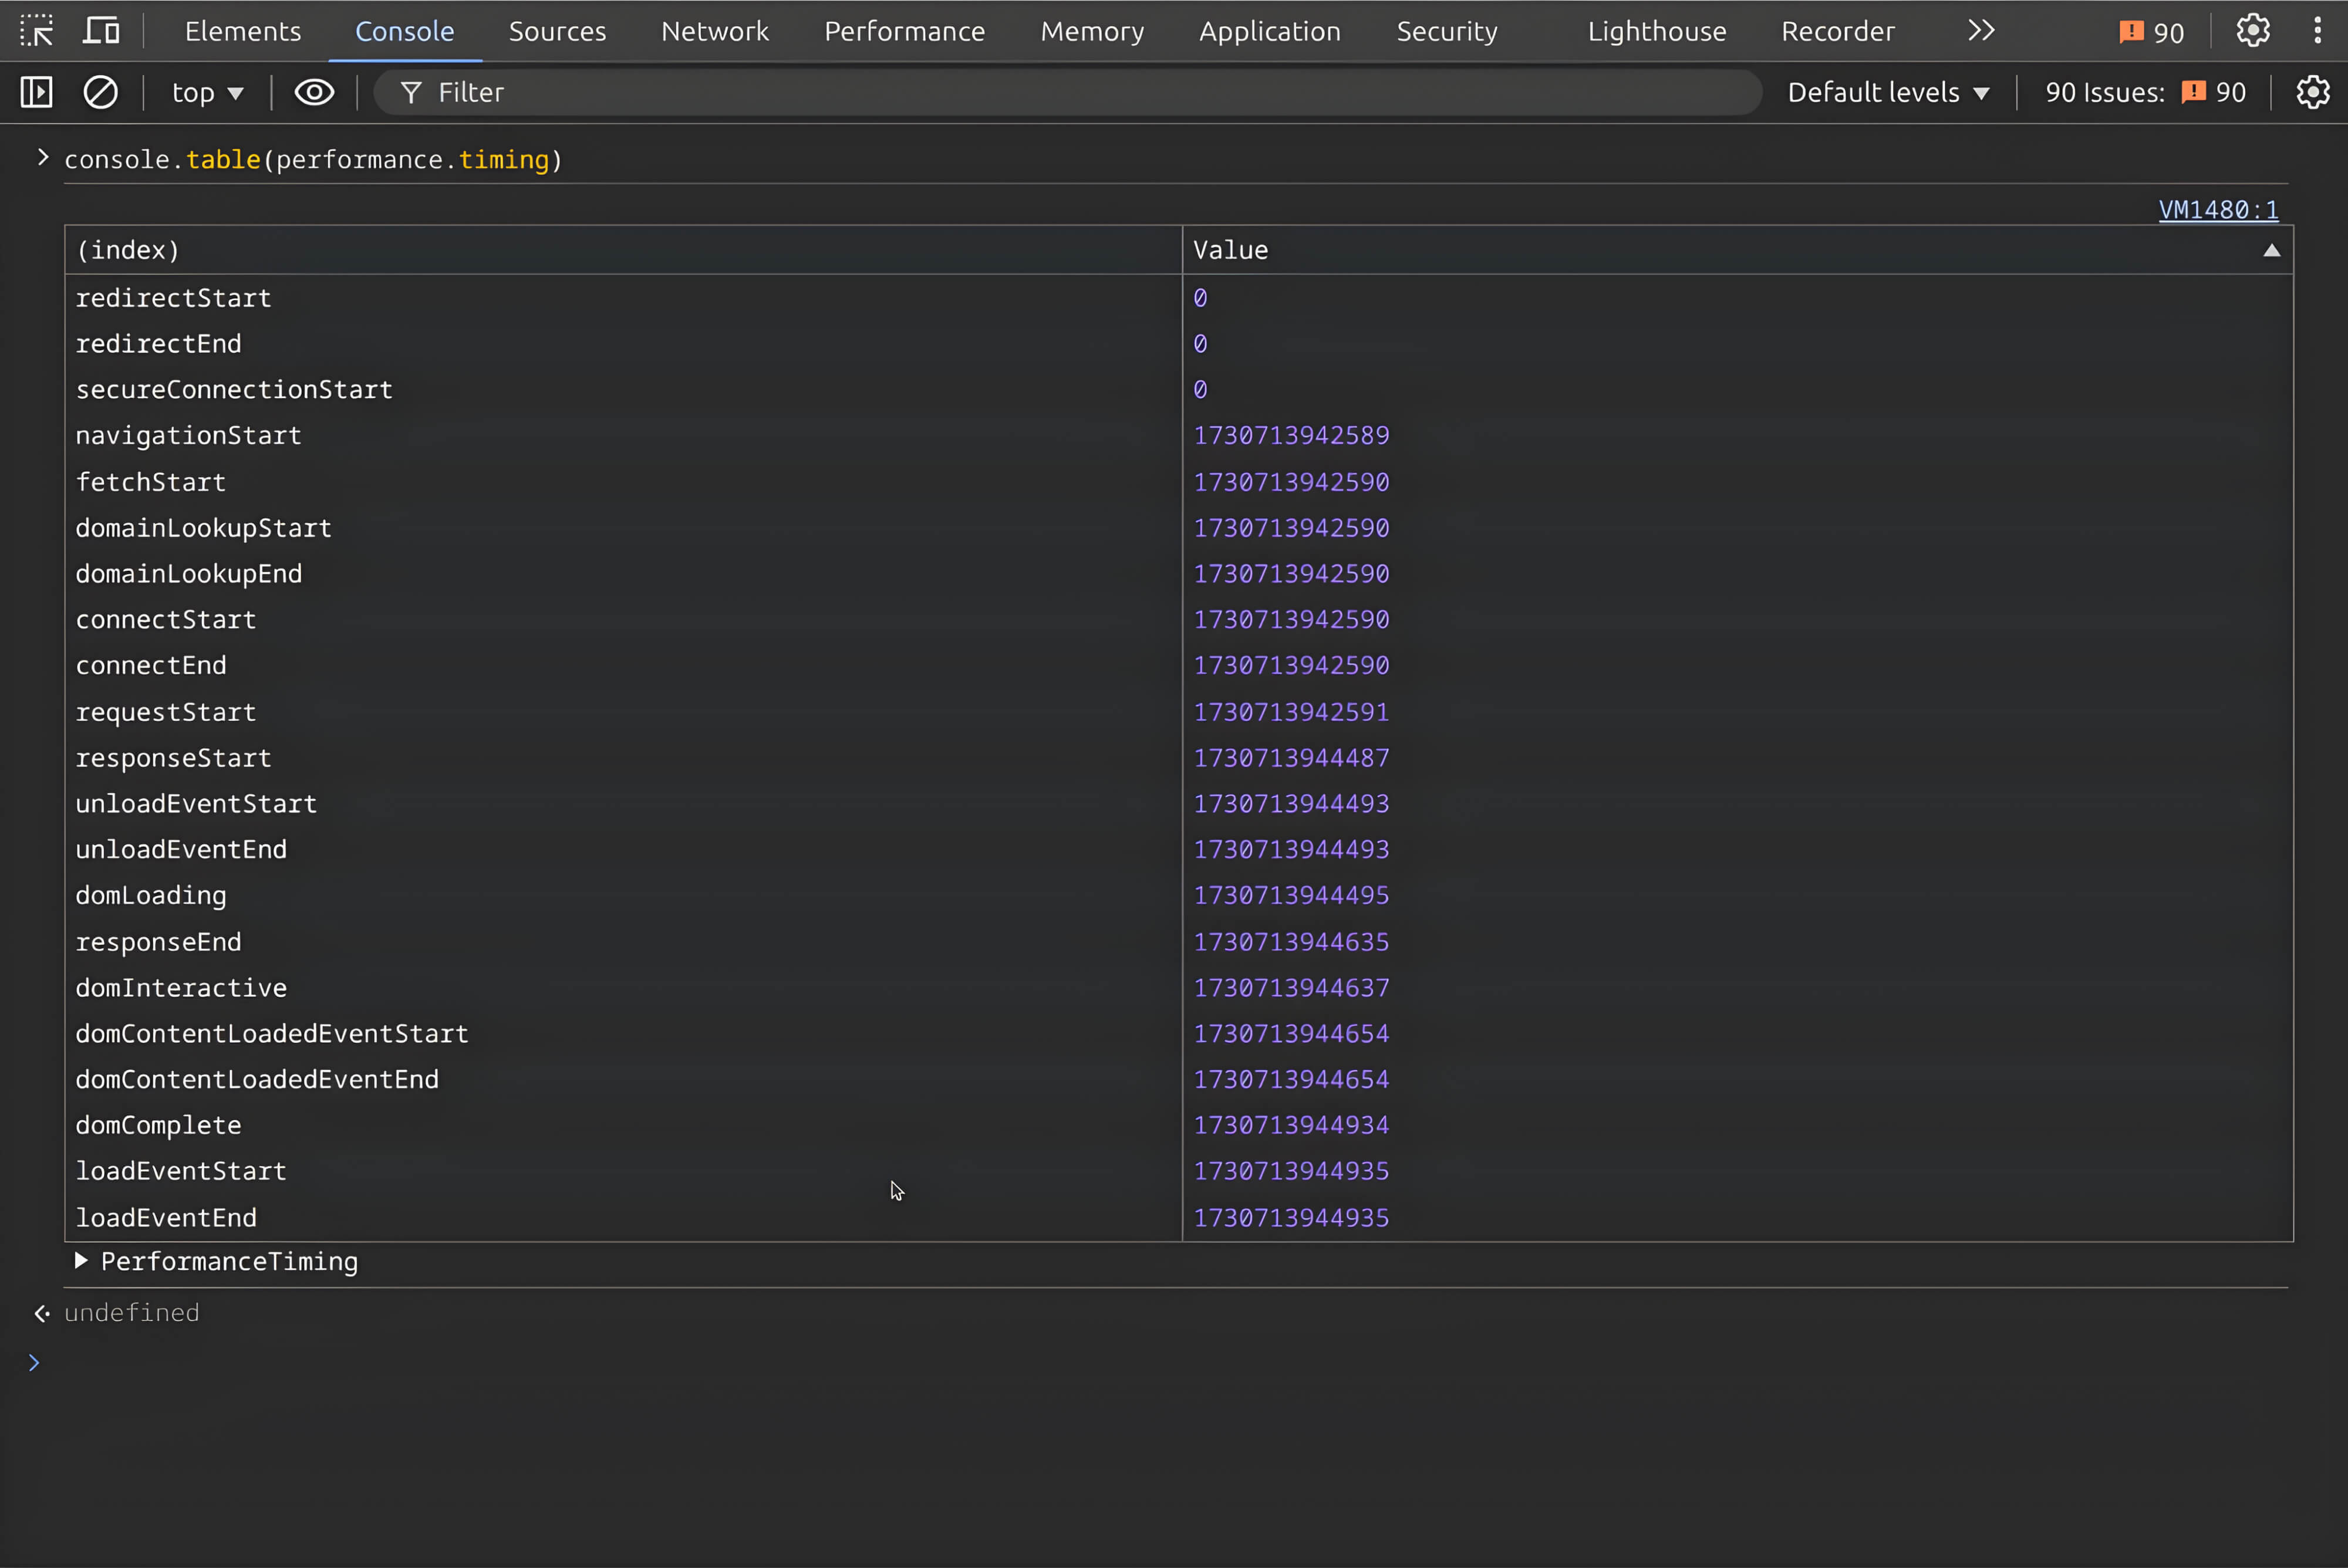 Elements Console Sources Network Performance Memory Application Security Lighthouse Recorder 90
top Filter Default levels 90 Issues: 90
console.table(performance.timing)
VM1480:1
(index) Value
redirectStart 0
redirectEnd 0
secureConnectionStart 0
navigationStart 1730713942589
fetchStart 1730713942590
domainLookupStart 1730713942590
domainLookupEnd 1730713942590
connectStart 1730713942590
connectEnd 1730713942590
requestStart 1730713942591
responseStart 1730713944487
unloadEventStart 1730713944493
unloadEventEnd 1730713944493
domLoading 1730713944495
responseEnd 1730713944635
domInteractive 1730713944637
domContentLoadedEventStart 1730713944654
domContentLoadedEventEnd 1730713944654
domComplete 1730713944934
loadEventStart 1730713944935
loadEventEnd 1730713944935
PerformanceTiming
undefined